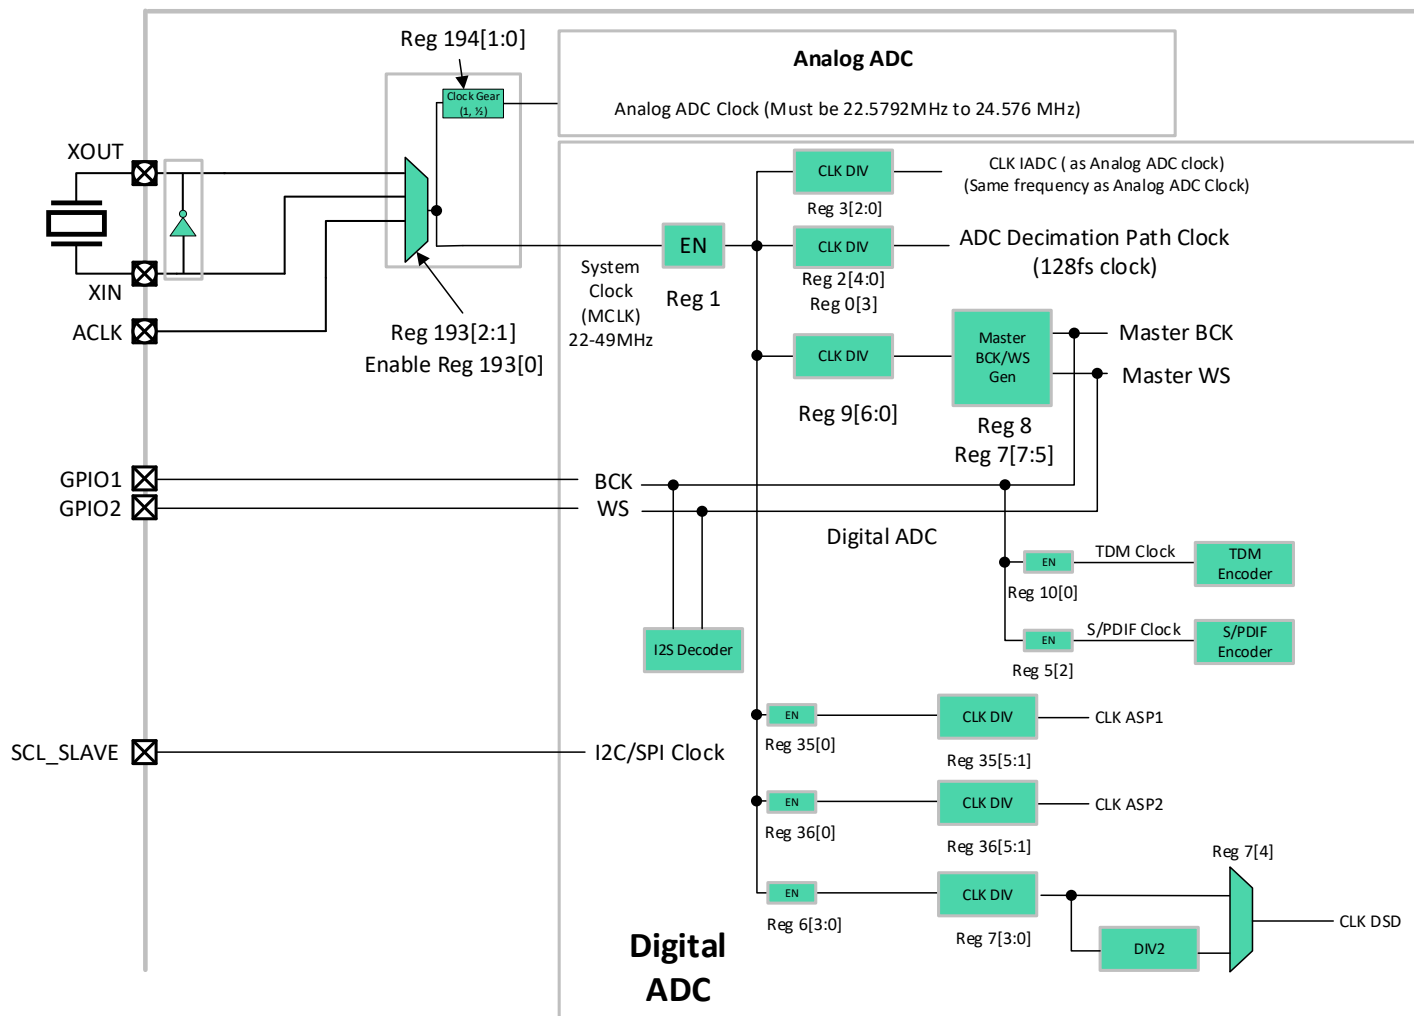 Reg 194[1:0]
Analog ADC
Clock Gear
(1, ½)
Analog ADC Clock (Must be 22.5792MHz to 24.576 MHz)
XOUT
CLK DIV
CLK IADC ( as Analog ADC clock)
(Same frequency as Analog ADC Clock)
Reg 3[2:0]
EN
CLK DIV
ADC Decimation Path Clock
(128fs clock)
XIN
System
Clock
(MCLK)
22-49MHz
Reg 1
Reg 2[4:0]
Reg 0[3]
ACLK
Reg 193[2:1]
Enable Reg 193[0]
CLK DIV
Master
BCK/WS
Gen
Master BCK
Master WS
Reg 9[6:0]
Reg 8
Reg 7[7:5]
GPIO1
BCK
GPIO2
WS
Digital ADC
EN
TDM Clock
TDM
Encoder
Reg 10[0]
I2S Decoder
EN
S/PDIF Clock
S/PDIF
Encoder
Reg 5[2]
EN
CLK DIV
CLK ASP1
Reg 35[0]
Reg 35[5:1]
SCL_SLAVE
I2C/SPI Clock
EN
CLK DIV
CLK ASP2
Reg 36[0]
Reg 36[5:1]
Reg 7[4]
EN
CLK DIV
CLK DSD
Reg 6[3:0]
Reg 7[3:0]
DIV2
Digital
ADC